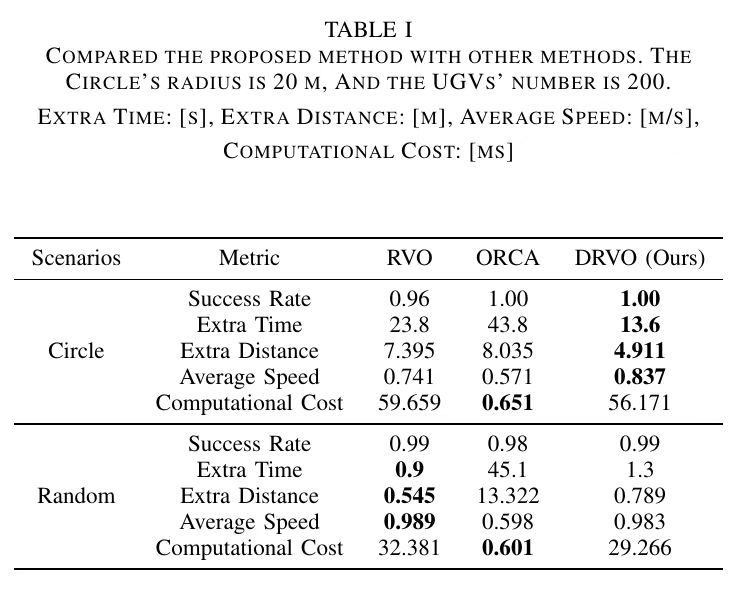 TABLE I
COMPARED THE PROPOSED METHOD WITH OTHER METHODS. THE
CIRCLE'S RADIUS IS 20 M, AND THE UGVS' NUMBER IS 200.
EXTRA TIME: [S], EXTRA DISTANCE: [M], AVERAGE SPEED: [M/S],
COMPUTATIONAL COST: [MS]
Scenarios Metric RVO ORCA DRVO (Ours)
Success Rate 0.96 1.00 1.00
Extra Time 23.8 43.8 13.6
Circle Extra Distance 7.395 8.035 4.911
Average Speed 0.741 0.571 0.837
Computational Cost 59.659 0.651 56.171
Success Rate 0.99 0.98 0.99
Extra Time 0.9 45.1 1.3
Random Extra Distance 0.545 13.322 0.789
Average Speed 0.989 0.598 0.983
Computational Cost 32.381 0.601 29.266